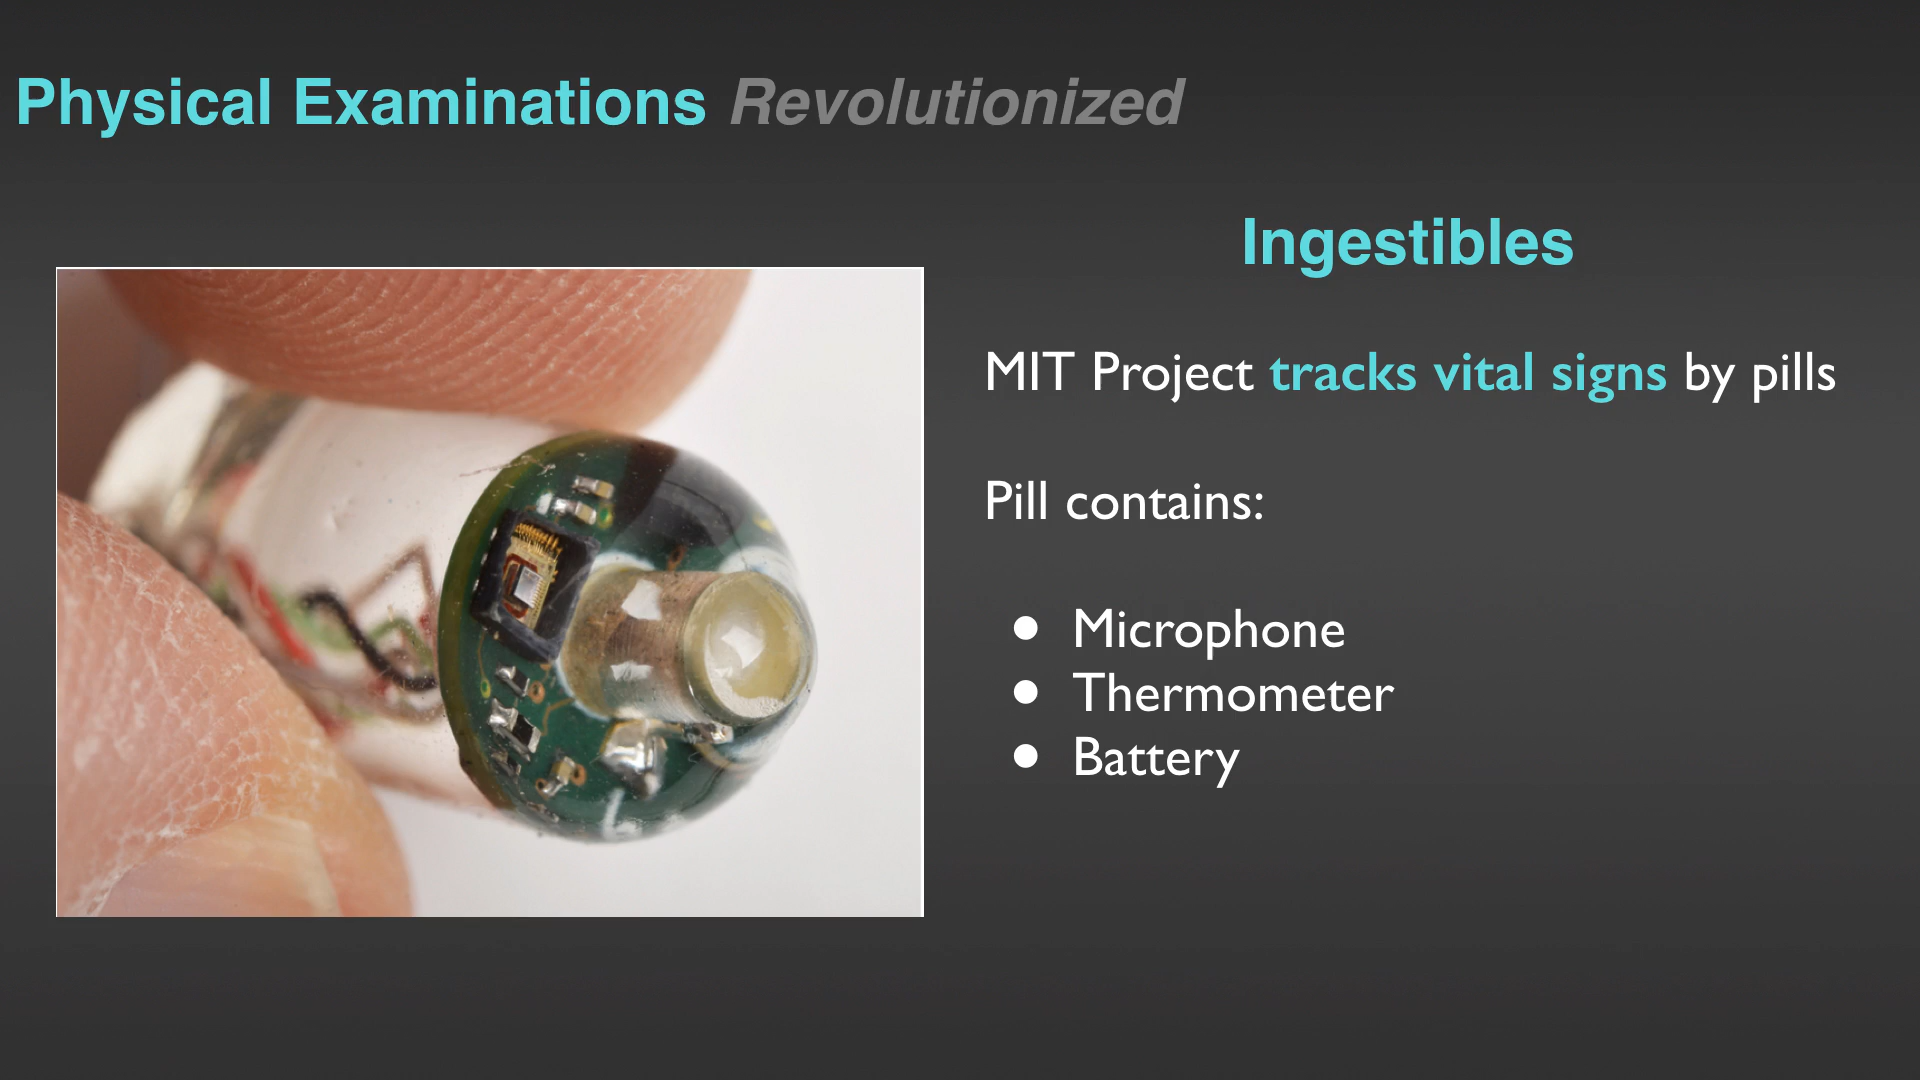 Physical Examinations Revolutionized
Ingestibles
MIT Project tracks vital signs by pills
Pill contains:
● Microphone
● Thermometer
● Battery